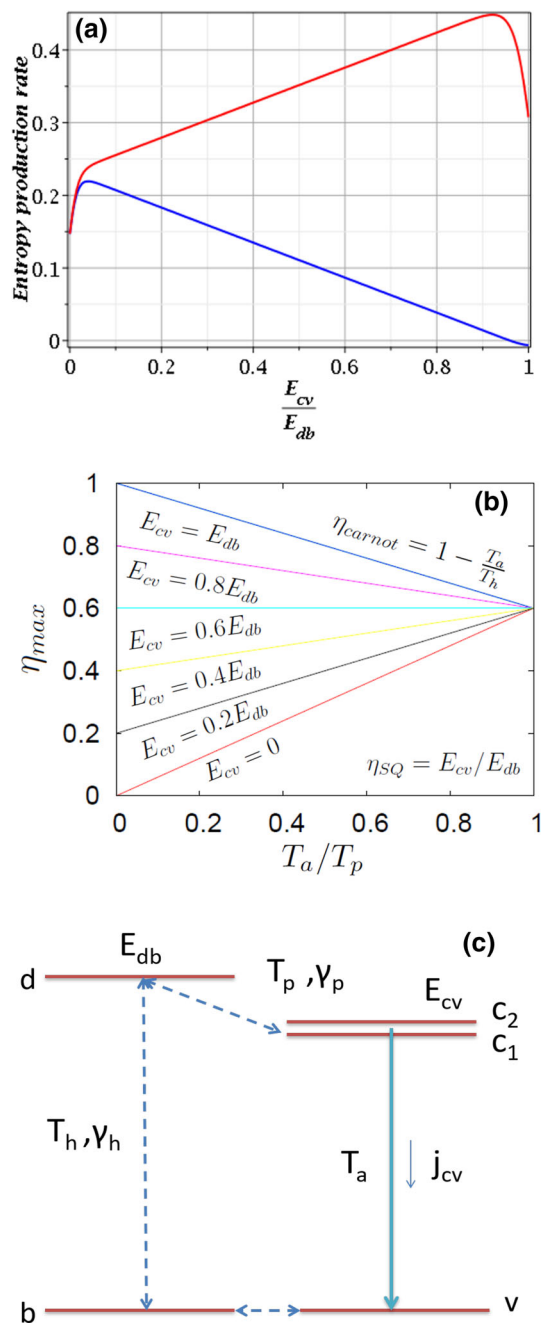 (a)
Entropy production rate
0.4
0.3
0.2
0.1
0
0 0.2 0.4 0.6 0.8 1
E_cv
E_db
(b)
1
0.8
0.6
0.4
0.2
0
η_max
E_cv = E_db
η_carnot = 1 − T_a/T_h
E_cv = 0.8E_db
E_cv = 0.6E_db
E_cv = 0.4E_db
E_cv = 0.2E_db
E_cv = 0
η_SQ = E_cv/E_db
0 0.2 0.4 0.6 0.8 1
T_a/T_p
(c)
E_db
d
T_p ,γ_p
E_cv
c_2
c_1
T_h,γ_h
T_a
j_cv
b
v